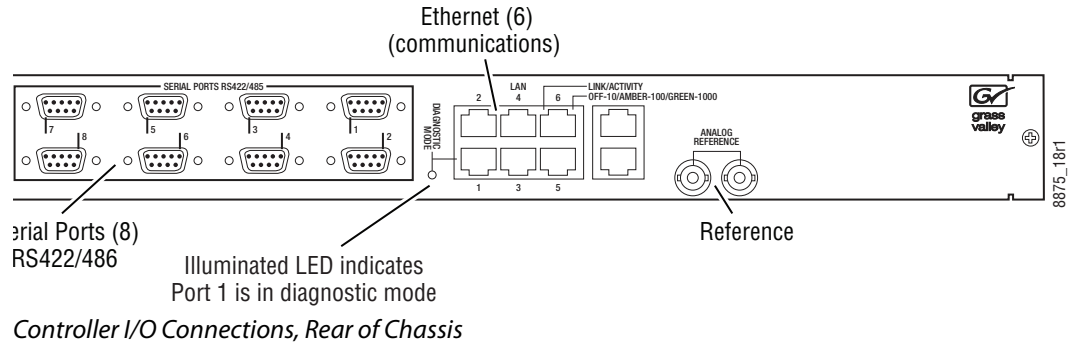 Ethernet (6)
(communications)
SERIAL PORTS RS422/485
7
8
5
6
3
4
1
2
DIAGNOSTIC
MODE
LAN
2
4
6
LINK/ACTIVITY
OFF-10/AMBER-100/GREEN-1000
1
3
5
ANALOG
REFERENCE
GV
grass
valley
8875_18r1
erial Ports (8)
RS422/486
Illuminated LED indicates
Port 1 is in diagnostic mode
Reference
Controller I/O Connections, Rear of Chassis